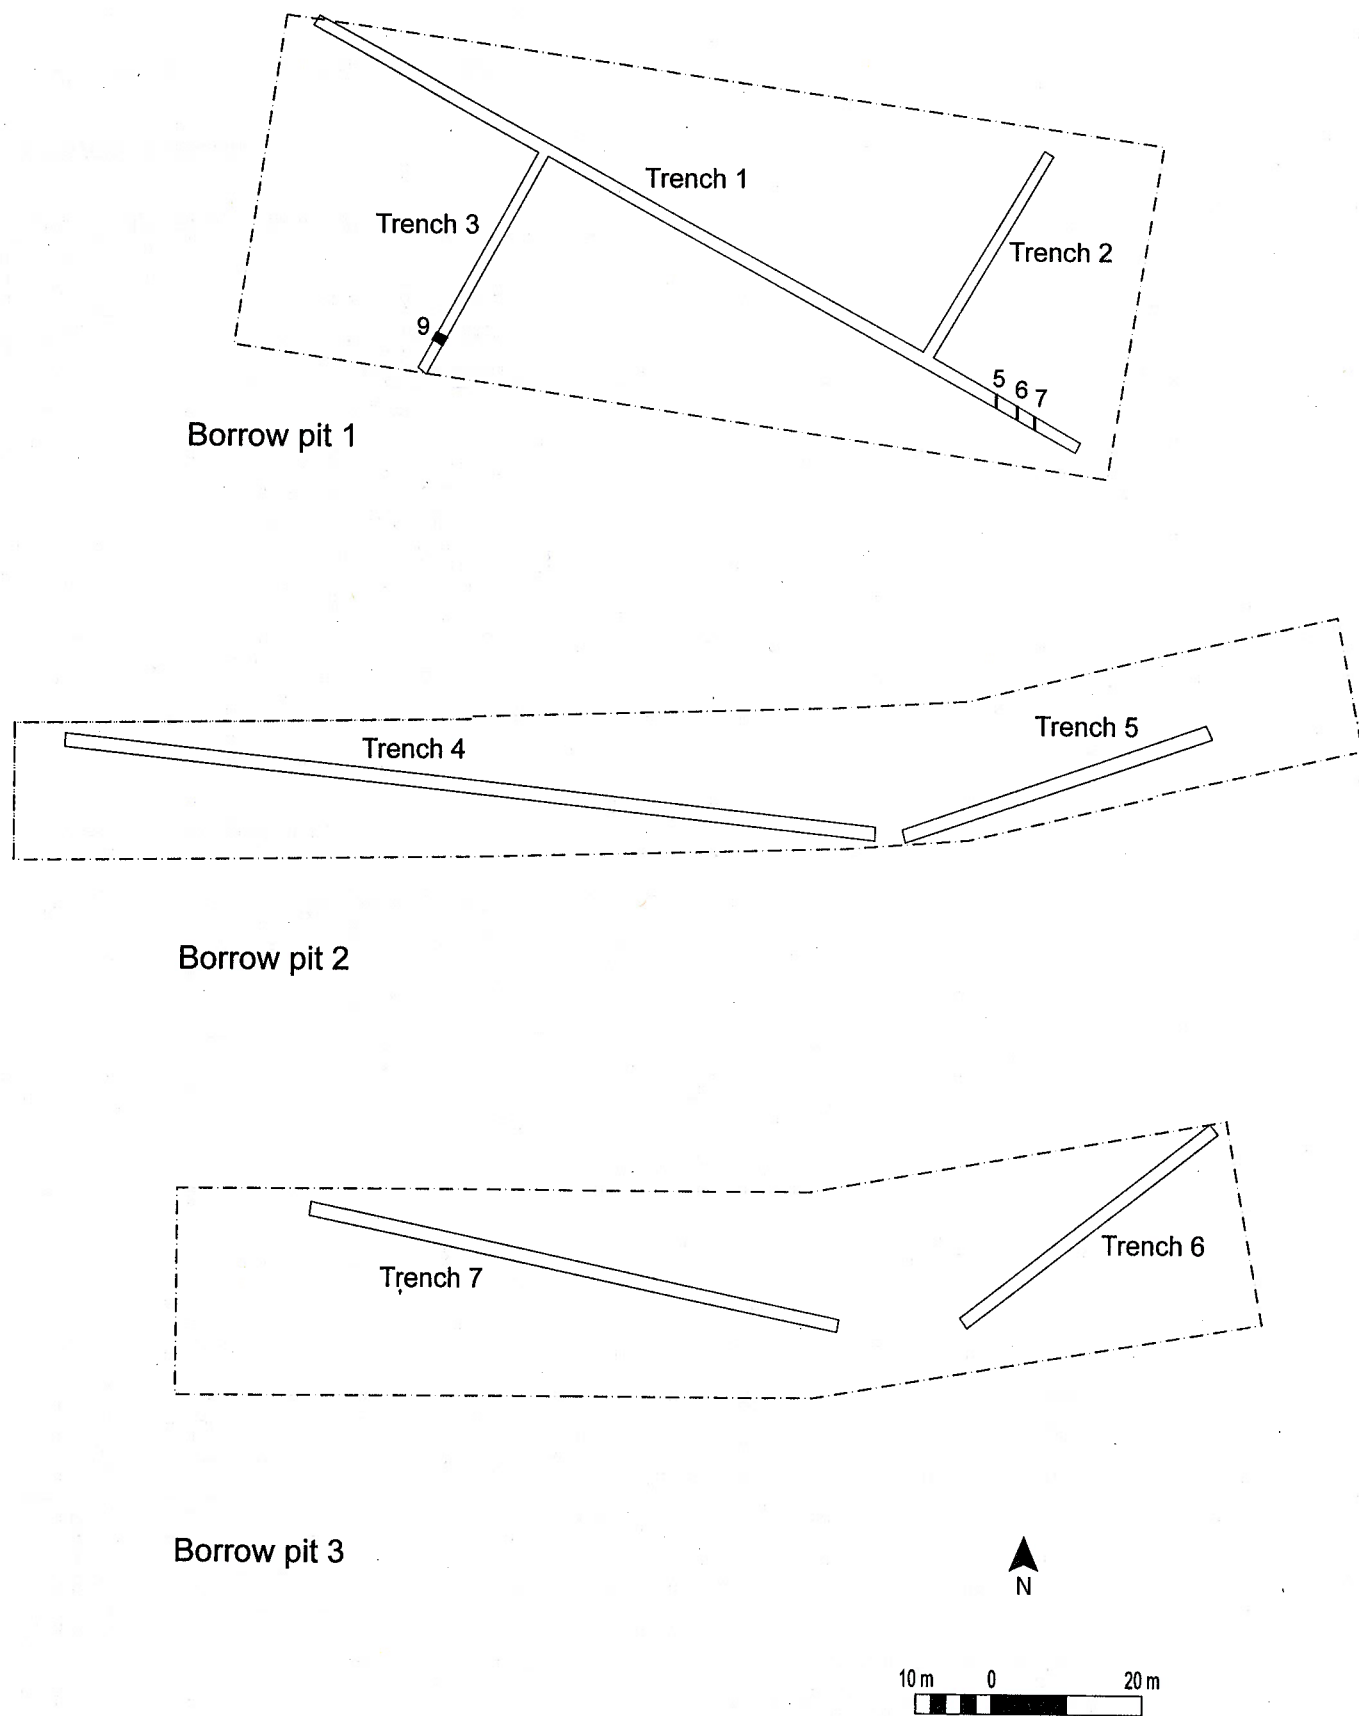 Trench 1
Trench 3
Trench 2
9
5
6
7
Borrow pit 1
Trench 5
Trench 4
Borrow pit 2
Trench 6
Trench 7
Borrow pit 3
N
10 m 0 20 m